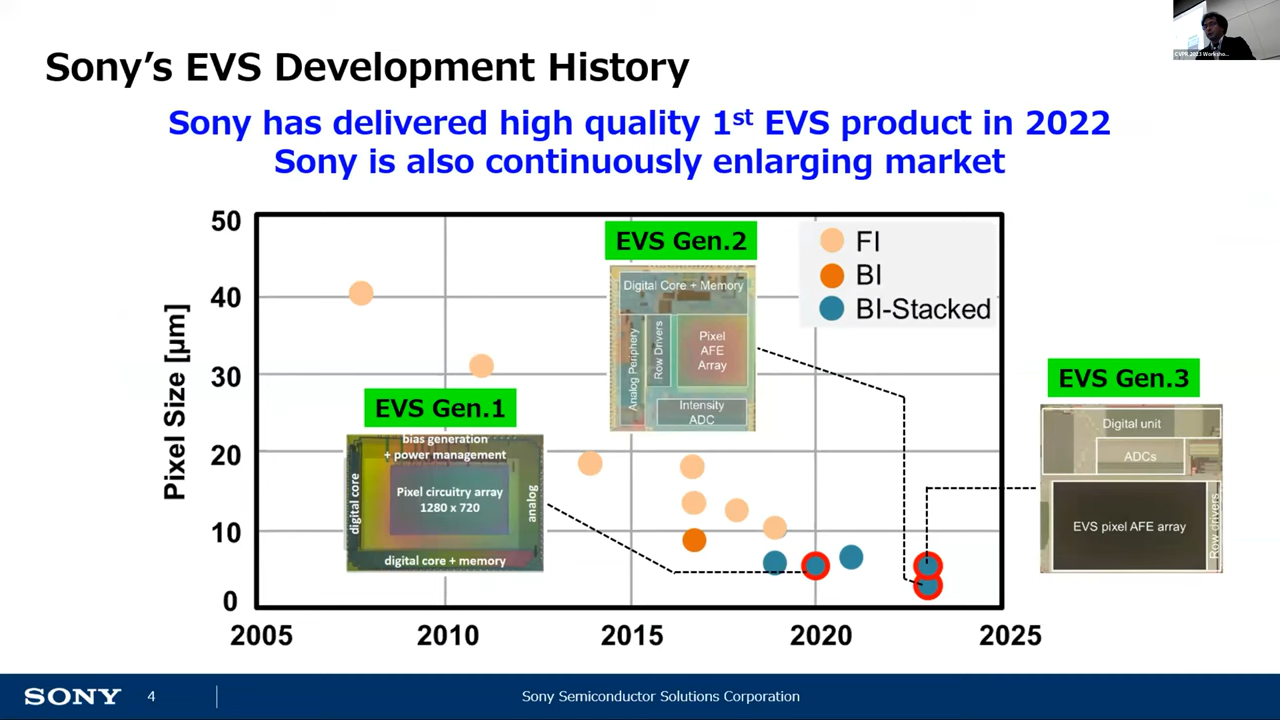 CVPR 2023 Worksho...
Sony's EVS Development History
Sony has delivered high quality 1st EVS product in 2022
Sony is also continuously enlarging market
Pixel Size [µm]
50
40
30
20
10
0
2005
2010
2015
2020
2025
FI
BI
BI-Stacked
EVS Gen.1
bias generation
+ power management
digital core
Pixel circuitry array
1280 x 720
analog
digital core + memory
EVS Gen.2
Digital Core + Memory
Analog Periphery
Row Drivers
Pixel
AFE
Array
Intensity
ADC
EVS Gen.3
Digital unit
ADCs
EVS pixel AFE array
Row drivers
SONY
4
Sony Semiconductor Solutions Corporation